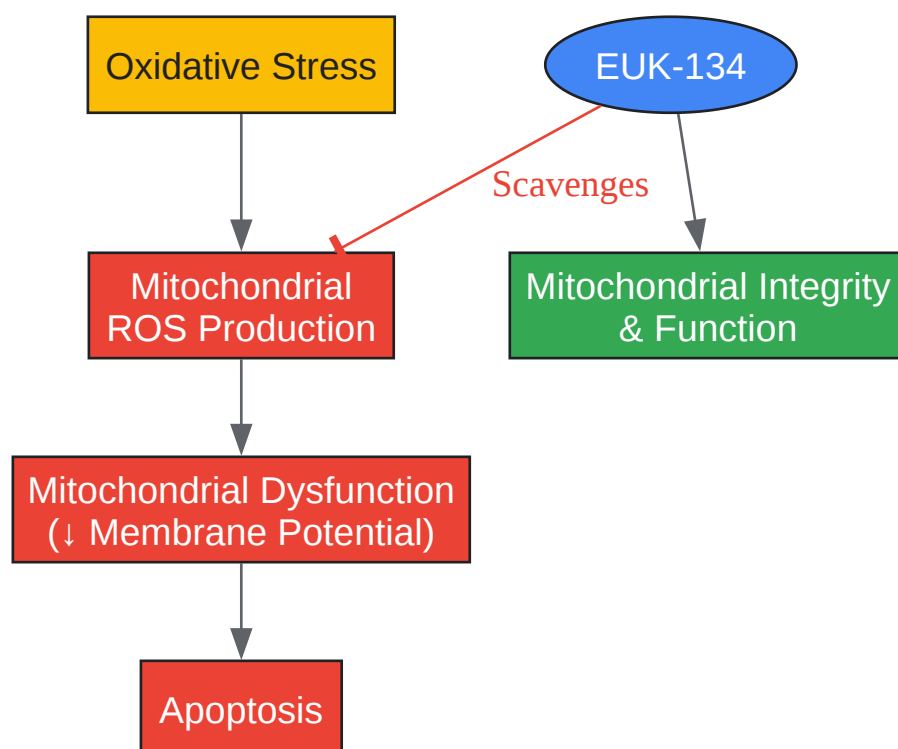 Oxidative Stress
EUK-134
Scavenges
Mitochondrial
ROS Production
Mitochondrial Integrity
& Function
Mitochondrial Dysfunction
(↓ Membrane Potential)
Apoptosis